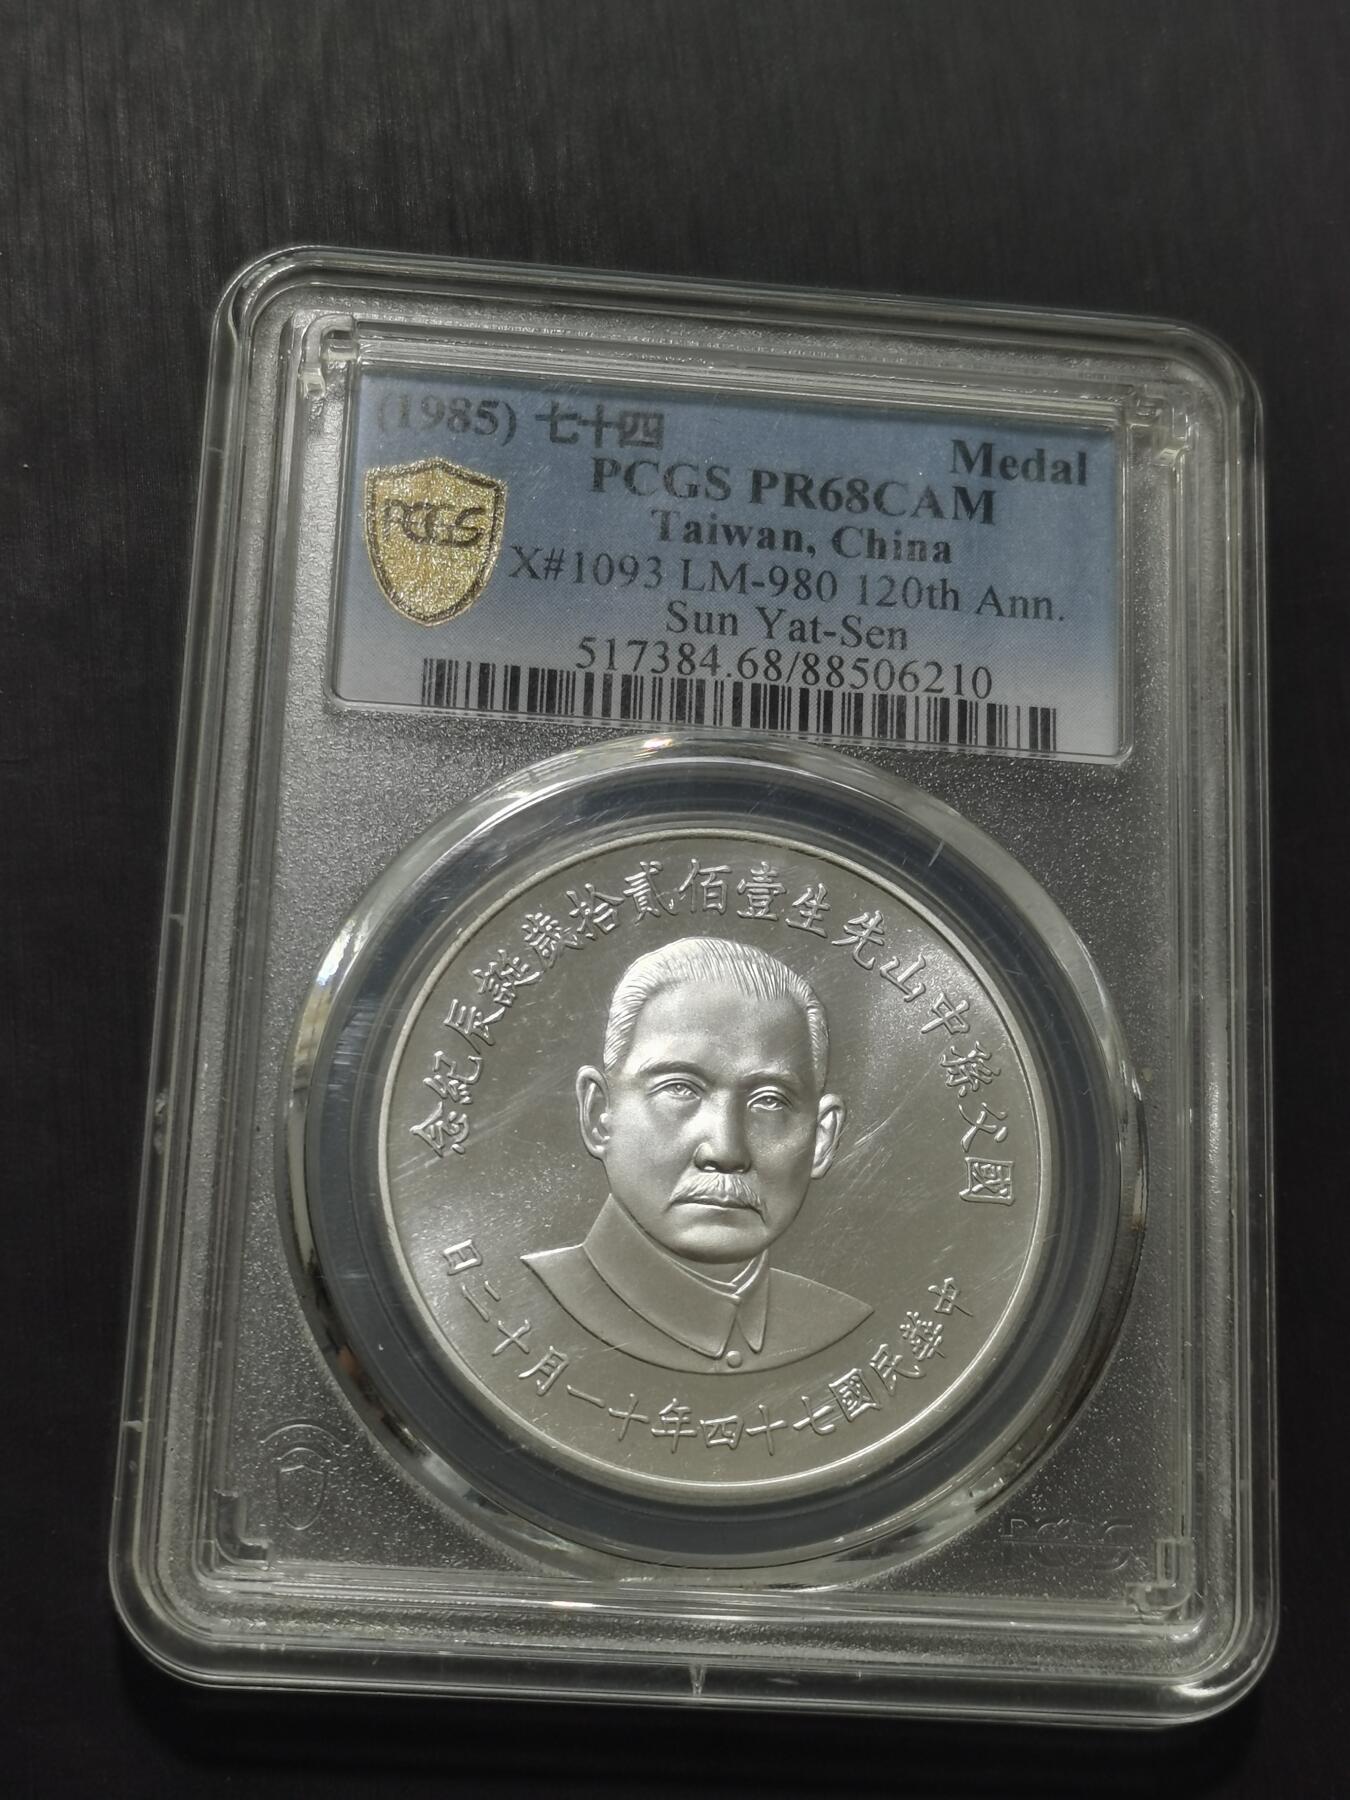 (1985) 七十四
Medal
PCGS PR68CAM
PCGS
Taiwan, China
X#1093 LM-980 120th Ann.
Sun Yat-Sen
517384.68/88506210
國父孫中山先生壹佰貳拾歲誕辰紀念
中華民國七十四年十一月十二日
PCGS